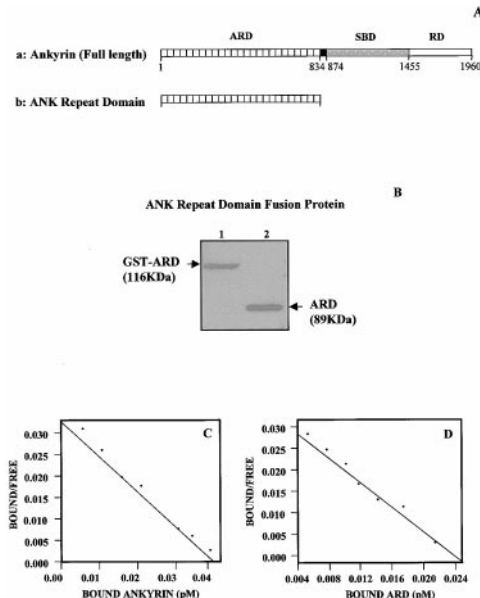 A
ARD SBD RD
a: Ankyrin (Full length)
1 834 874 1455 1960
b: ANK Repeat Domain
B
ANK Repeat Domain Fusion Protein
1 2
GST-ARD
(116KDa)
ARD
(89KDa)
C
BOUND/FREE
0.030
0.025
0.020
0.015
0.010
0.005
0.000
0.00 0.01 0.02 0.03 0.04
BOUND ANKYRIN (pM)
D
BOUND/FREE
0.030
0.025
0.020
0.015
0.010
0.005
0.000
0.004 0.008 0.012 0.016 0.020 0.024
BOUND ARD (pM)